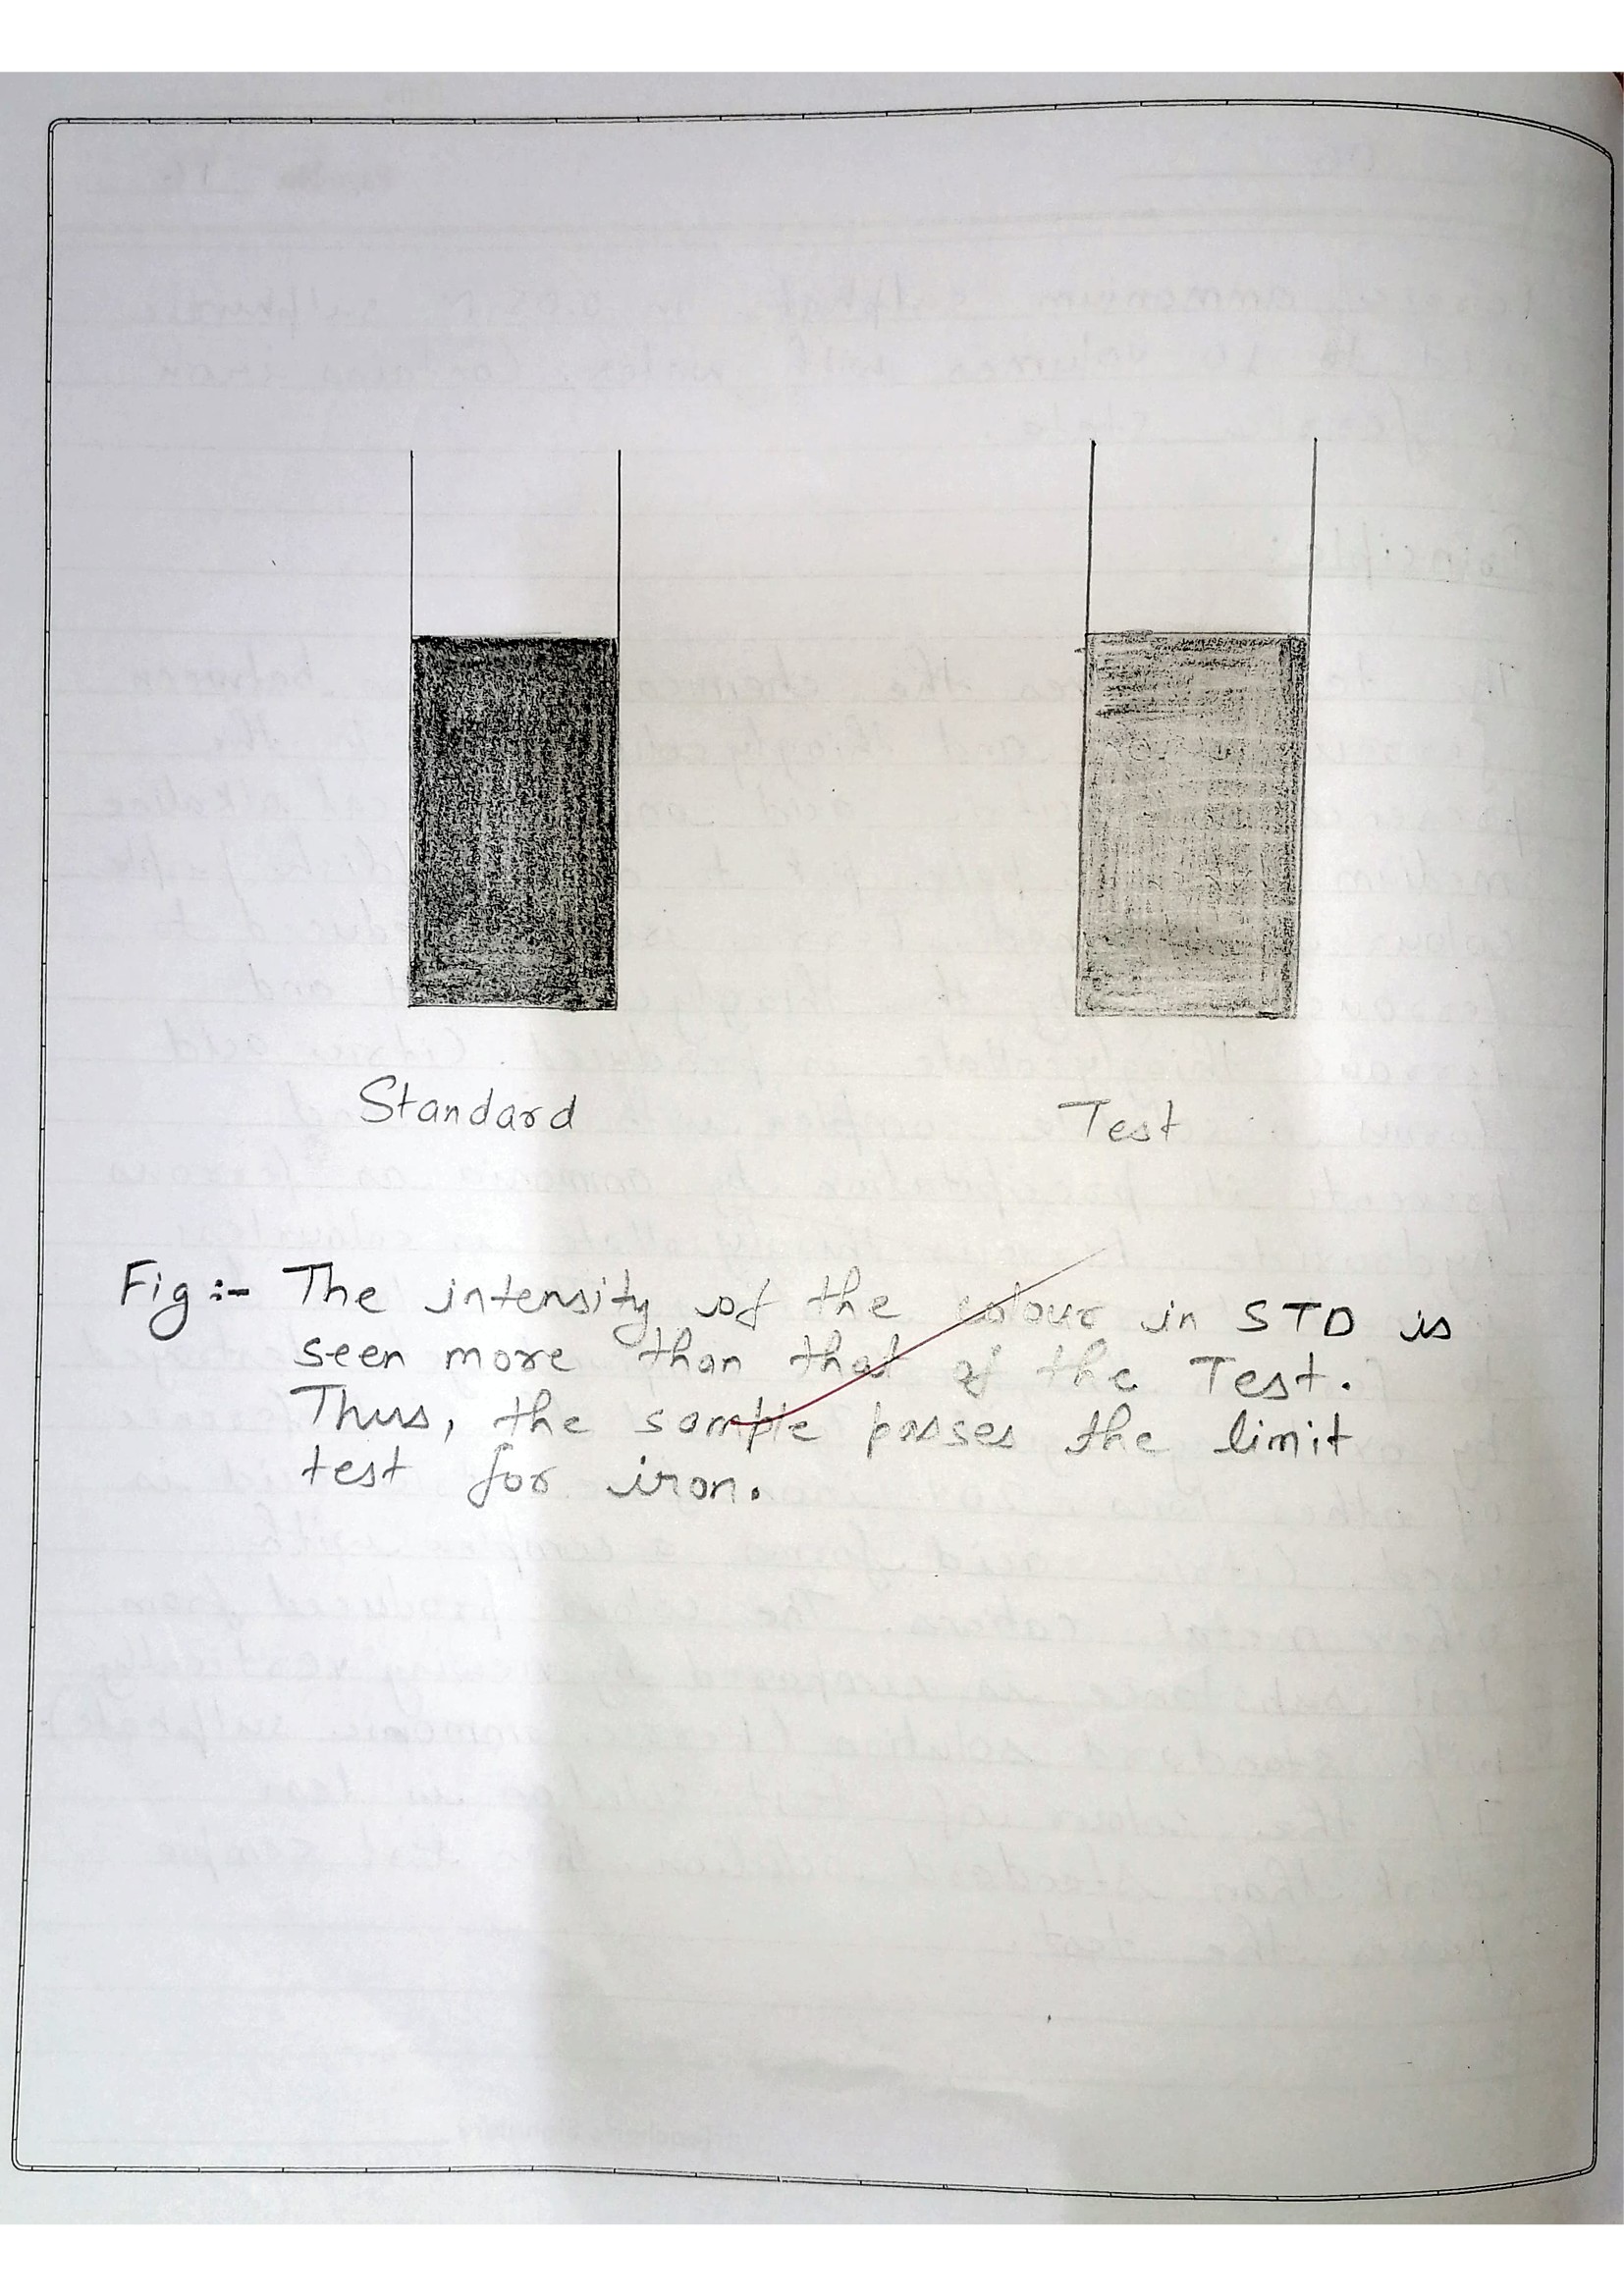 Standard
Test
Fig :- The intensity of the colour in STD is
seen more than that of the Test.
Thus, the sample passes the limit
test for iron.